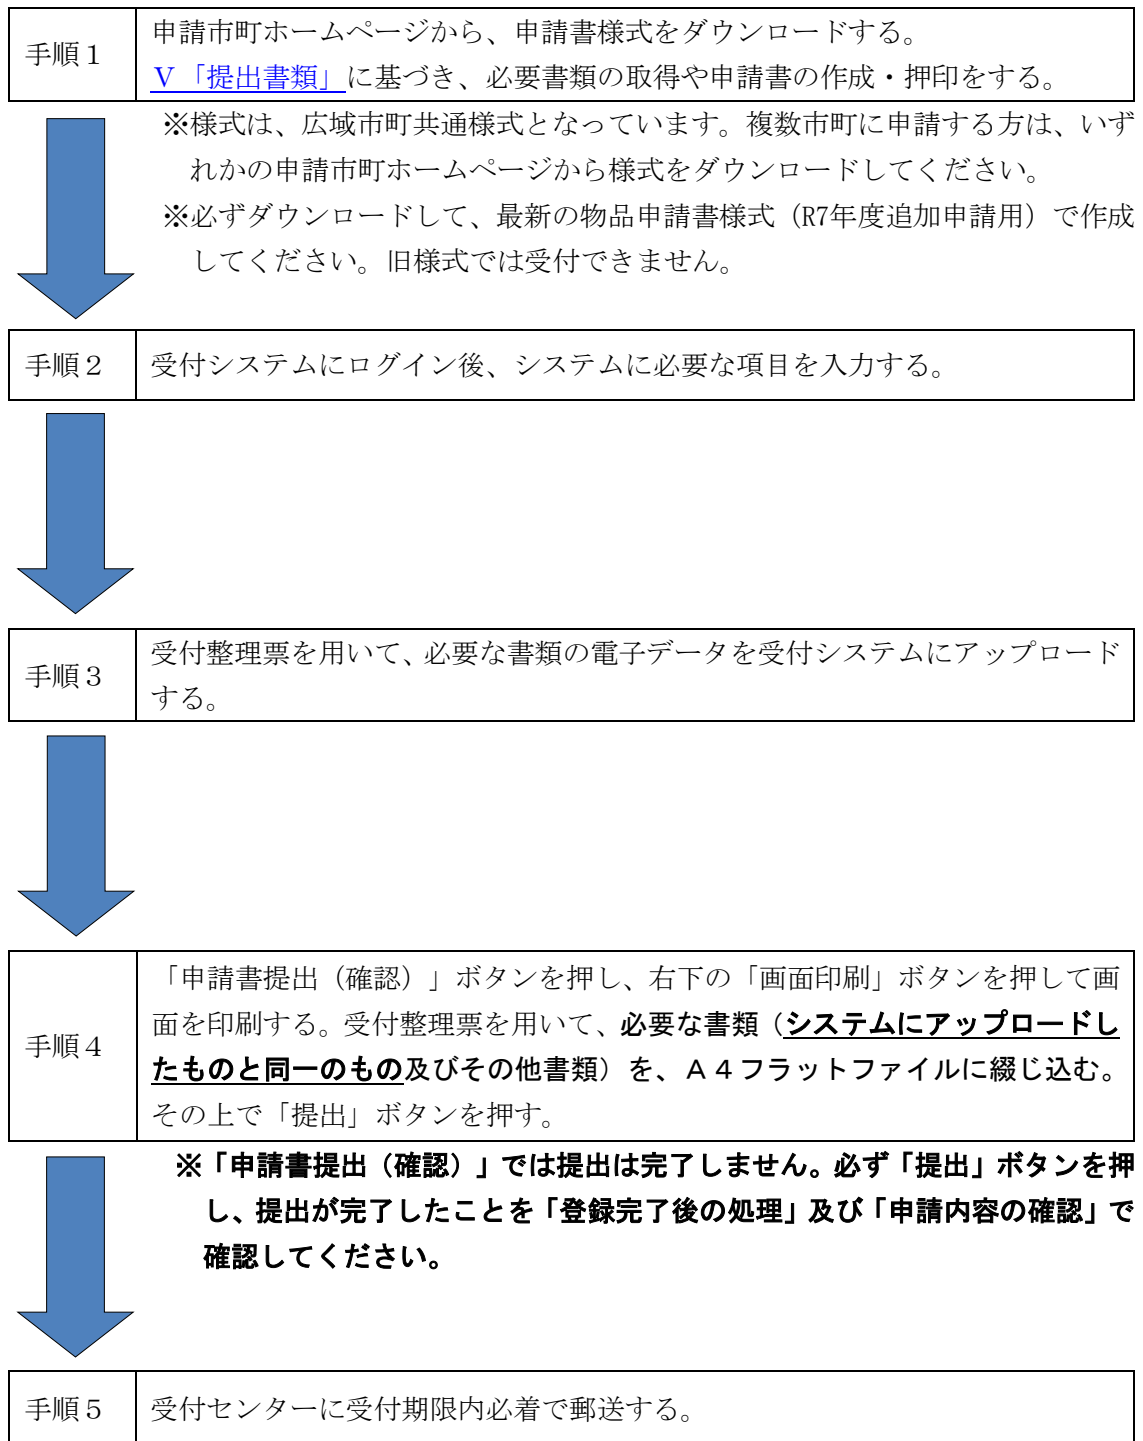 手順１
申請市町ホームページから、申請書様式をダウンロードする。
Ⅴ「提出書類」に基づき、必要書類の取得や申請書の作成・押印をする。
※様式は、広域市町共通様式となっています。複数市町に申請する方は、いず
れかの申請市町ホームページから様式をダウンロードしてください。
※必ずダウンロードして、最新の物品申請書様式（R7年度追加申請用）で作成
してください。旧様式では受付できません。
手順２
受付システムにログイン後、システムに必要な項目を入力する。
手順３
受付整理票を用いて、必要な書類の電子データを受付システムにアップロード
する。
手順４
「申請書提出（確認）」ボタンを押し、右下の「画面印刷」ボタンを押して画
面を印刷する。受付整理票を用いて、必要な書類（システムにアップロードし
たものと同一のもの及びその他書類）を、Ａ４フラットファイルに綴じ込む。
その上で「提出」ボタンを押す。
※「申請書提出（確認）」では提出は完了しません。必ず「提出」ボタンを押
し、提出が完了したことを「登録完了後の処理」及び「申請内容の確認」で
確認してください。
手順５
受付センターに受付期限内必着で郵送する。